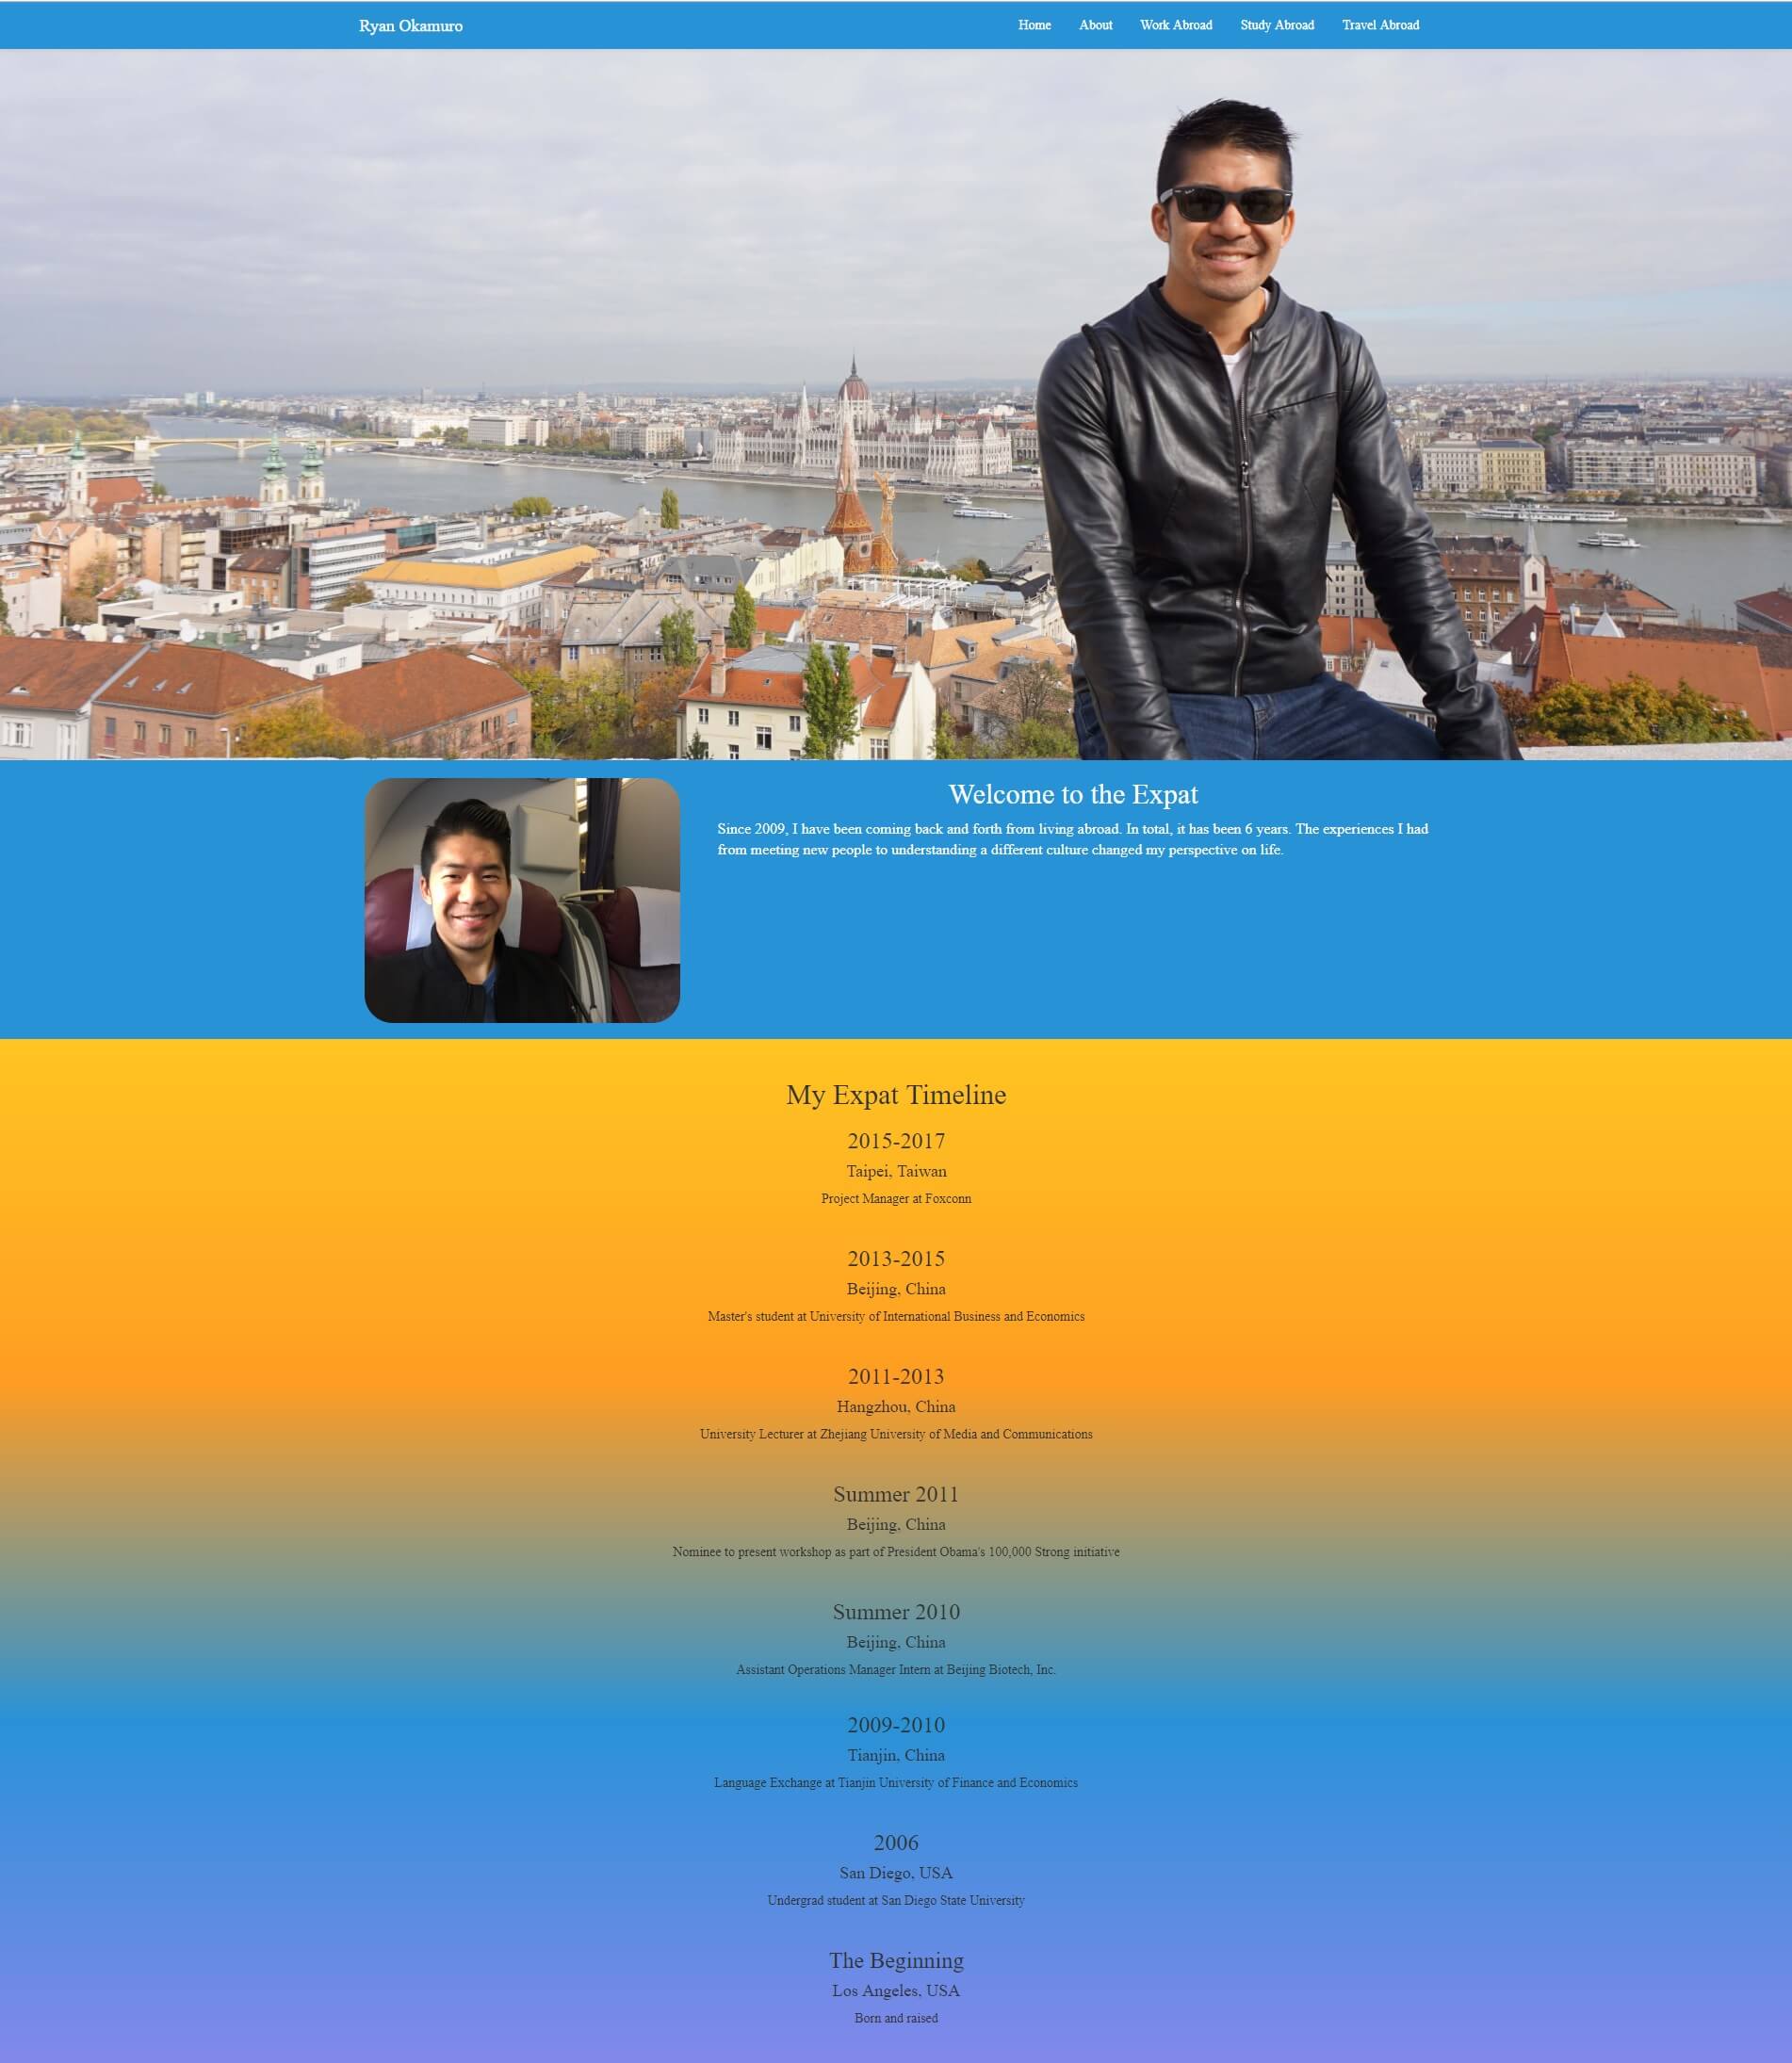 Ryan Okamuro
Home About Work Abroad Study Abroad Travel Abroad
Welcome to the Expat
Since 2009, I have been coming back and forth from living abroad. In total, it has been 6 years. The experiences I had
from meeting new people to understanding a different culture changed my perspective on life.
My Expat Timeline
2015-2017
Taipei, Taiwan
Project Manager at Foxconn
2013-2015
Beijing, China
Master's student at University of International Business and Economics
2011-2013
Hangzhou, China
University Lecturer at Zhejiang University of Media and Communications
Summer 2011
Beijing, China
Nominee to present workshop as part of President Obama's 100,000 Strong initiative
Summer 2010
Beijing, China
Assistant Operations Manager Intern at Beijing Biotech, Inc.
2009-2010
Tianjin, China
Language Exchange at Tianjin University of Finance and Economics
2006
San Diego, USA
Undergrad student at San Diego State University
The Beginning
Los Angeles, USA
Born and raised